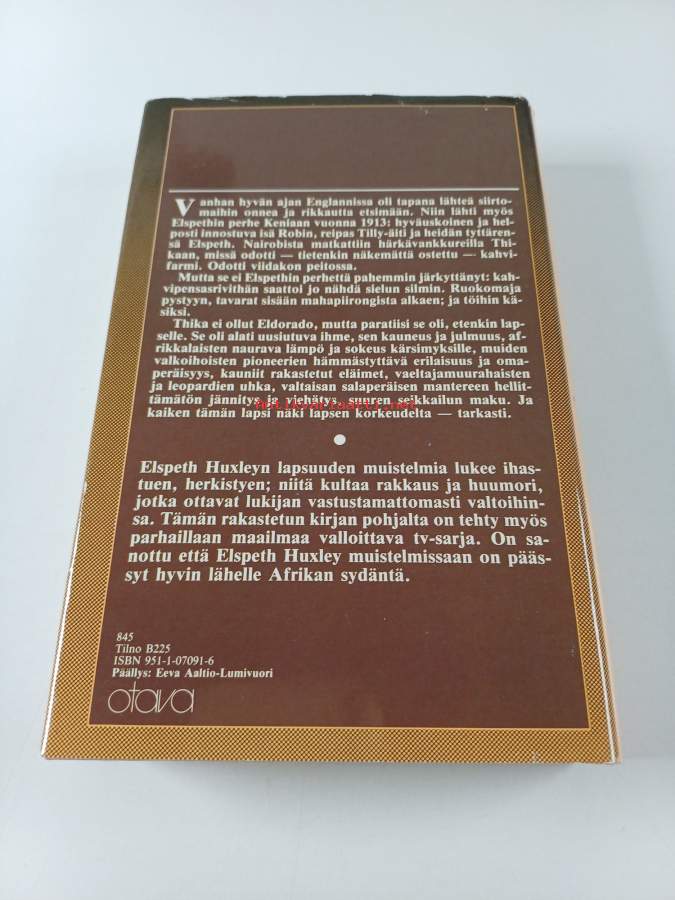 Vanhan hyvän ajan Englannissa oli tapana lähteä siirto-
maihin onnea ja rikkautta etsimään. Niin lähti myös
Elspethin perhe Keniaan vuonna 1913: hyväuskoinen ja hel-
posti innostuva isä Robin, reipas Tilly-äiti ja heidän tyttären-
sä Elspeth. Nairobista matkattiin härkävankkureilla Thi-
kaan, missä odotti — tietenkin näkemättä ostettu — kahvi-
farmi. Odotti viidakon peitossa.
Mutta se ei Elspethin perhettä pahemmin järkyttänyt: kah-
vipensasrivithän saattoi jo nähdä sielun silmin. Ruokomaja
pystyyn, tavarat sisään mahapiirongista alkaen; ja töihin kä-
siksi.
Thika ei ollut Eldorado, mutta paratiisi se oli, etenkin lap-
selle. Se oli alati uusiutuva ihme, sen kauneus ja julmuus, af-
rikkalaisten naurava lämpö ja sokeus kärsimyksille, muiden
valkoihoisten pioneerien hämmästyttävä erilaisuus ja oma-
peräisyys, kauniit rakastetut eläimet, vaeltajamuurahaisten
ja leopardien uhka, valtaisan salaperäisen mantereen hellit-
tämätön jännitys ja viehätys, suuren seikkailun maku. Ja
antikvariaatti.net
kaiken tämän lapsi näki lapsen korkeudelta — tarkasti.
Elspeth Huxleyn lapsuuden muistelmia lukee ihas-
tuen, herkistyen; niitä kultaa rakkaus ja huumori,
jotka ottavat lukijan vastustamattomasti valtoihin-
sa. Tämän rakastetun kirjan pohjalta on tehty myös
parhaillaan maailmaa valloittava tv-sarja. On sa-
nottu että Elspeth Huxley muistelmissaan on pääs-
syt hyvin lähelle Afrikan sydäntä.
845
Tilno B225
ISBN 951-1-07091-6
Päällys: Eeva Aaltio-Lumivuori
otava